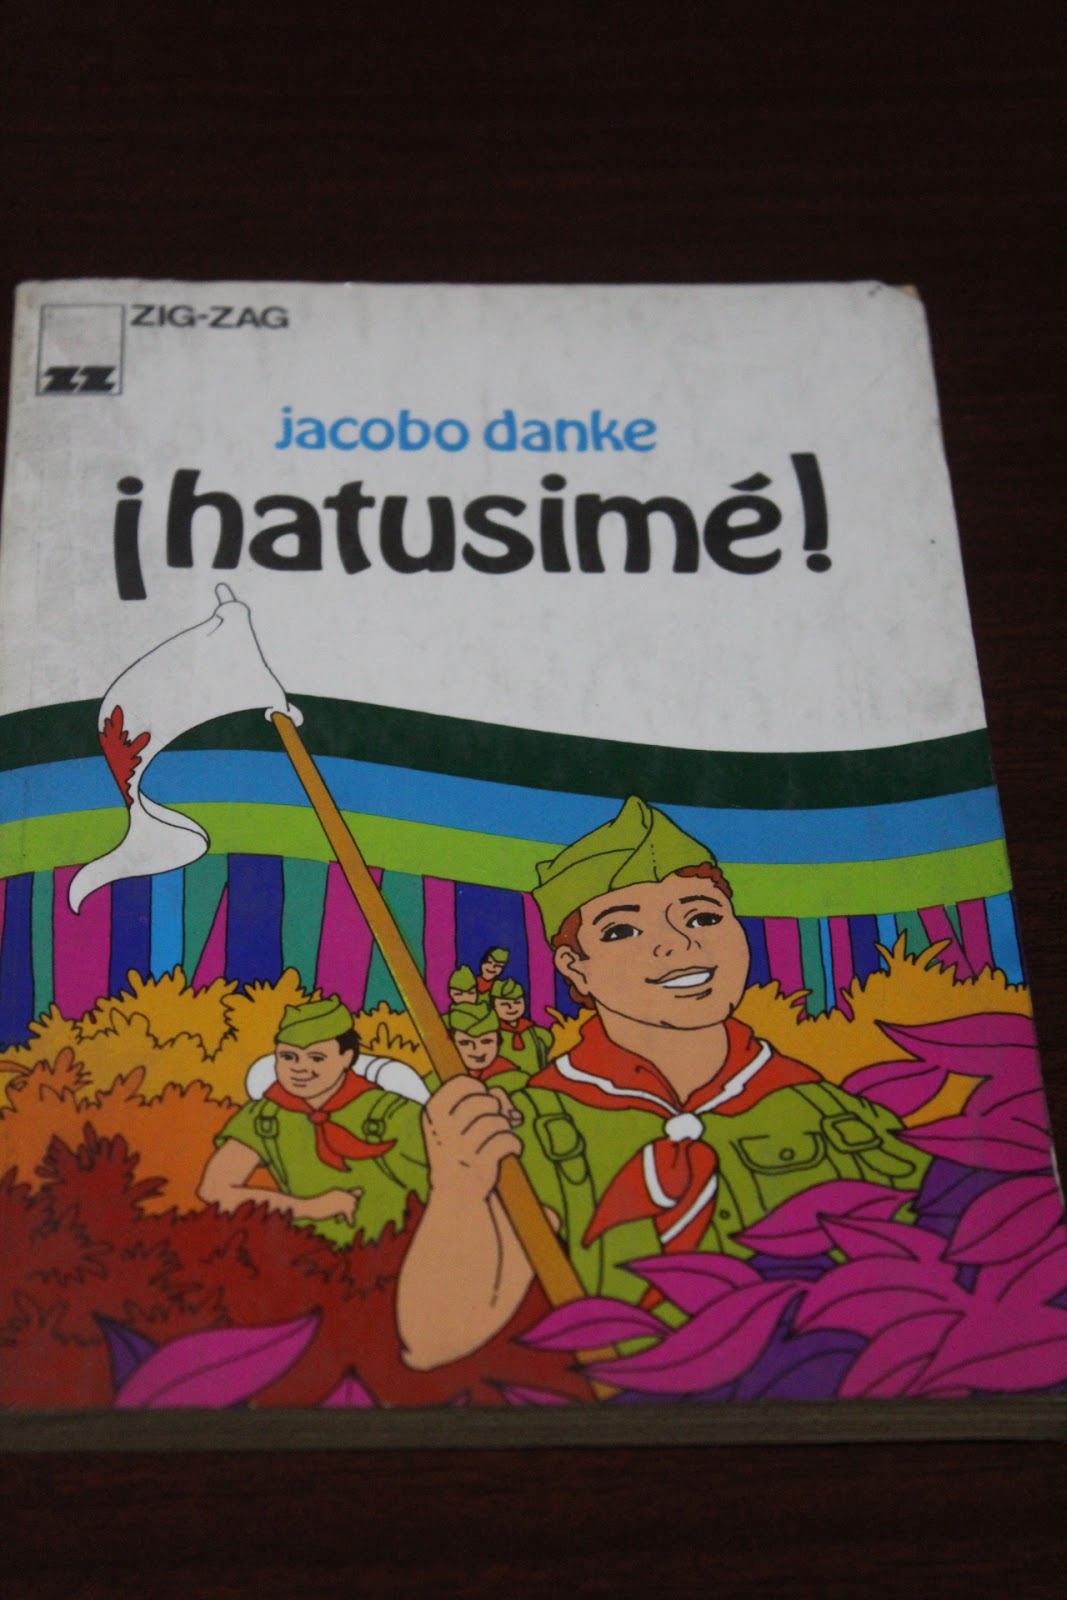 ZIG-ZAG
zz
jacobo danke
¡hatusimé!